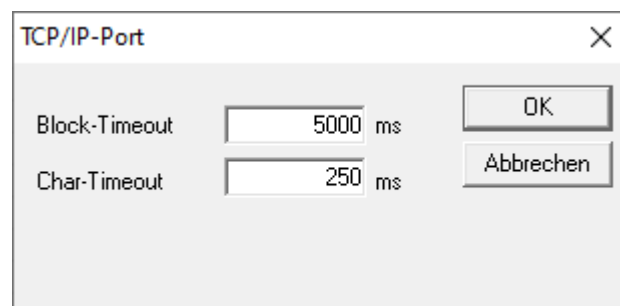 TCP/IP-Port
Block-Timeout 5000 ms OK
Char-Timeout 250 ms Abbrechen